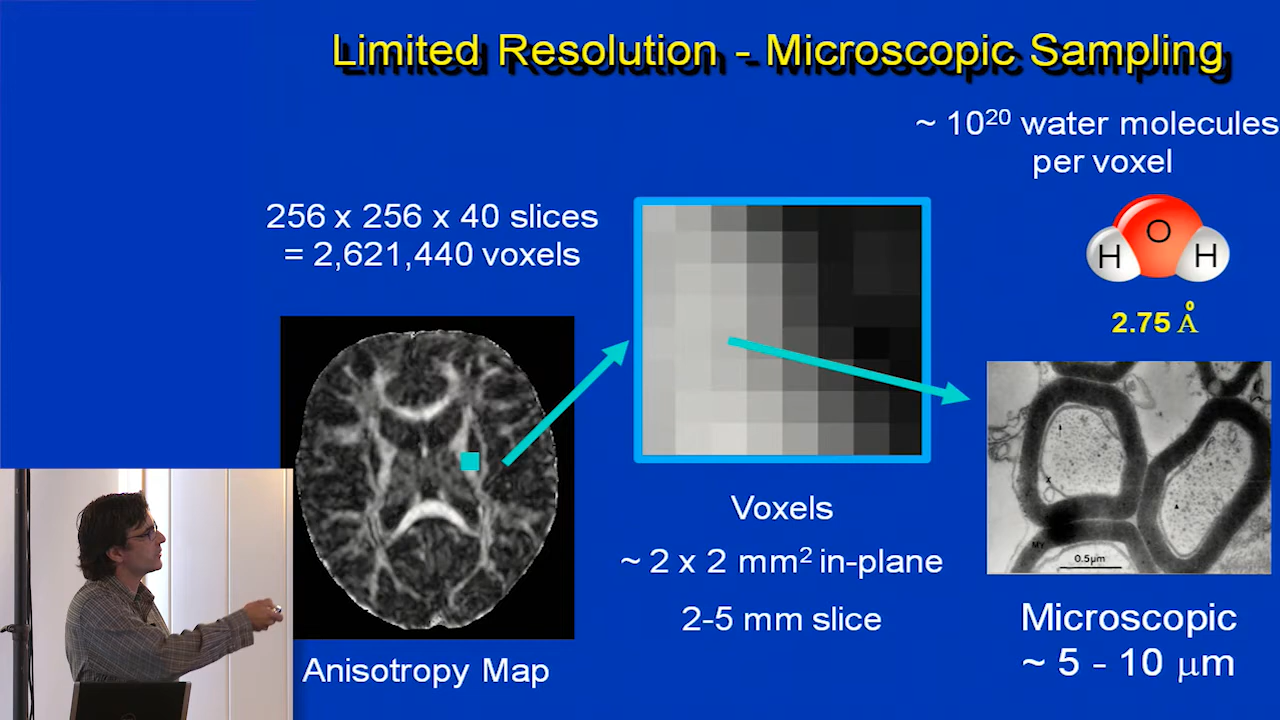 Limited Resolution - Microscopic Sampling
~ 10²⁰ water molecules
per voxel
256 x 256 x 40 slices
= 2,621,440 voxels
H O H
2.75 Å
0.5µm
Voxels
~ 2 x 2 mm² in-plane
2-5 mm slice
Microscopic
~ 5 - 10 µm
Anisotropy Map